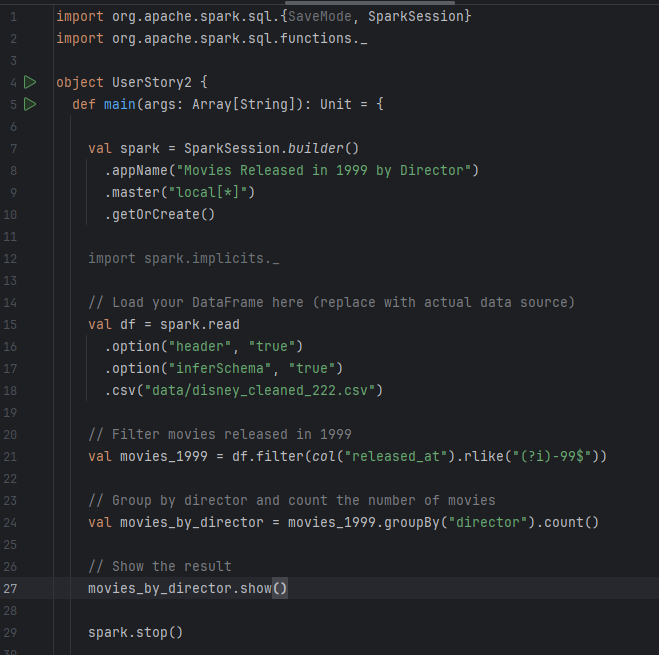 1 import org.apache.spark.sql.{SaveMode, SparkSession}
2 import org.apache.spark.sql.functions._
3
4 object UserStory2 {
5 def main(args: Array[String]): Unit = {
6
7 val spark = SparkSession.builder()
8 .appName("Movies Released in 1999 by Director")
9 .master("local[*]")
10 .getOrCreate()
11
12 import spark.implicits._
13
14 // Load your DataFrame here (replace with actual data source)
15 val df = spark.read
16 .option("header", "true")
17 .option("inferSchema", "true")
18 .csv("data/disney_cleaned_222.csv")
19
20 // Filter movies released in 1999
21 val movies_1999 = df.filter(col("released_at").rlike("(?i)-99$"))
22
23 // Group by director and count the number of movies
24 val movies_by_director = movies_1999.groupBy("director").count()
25
26 // Show the result
27 movies_by_director.show()
28
29 spark.stop()
30